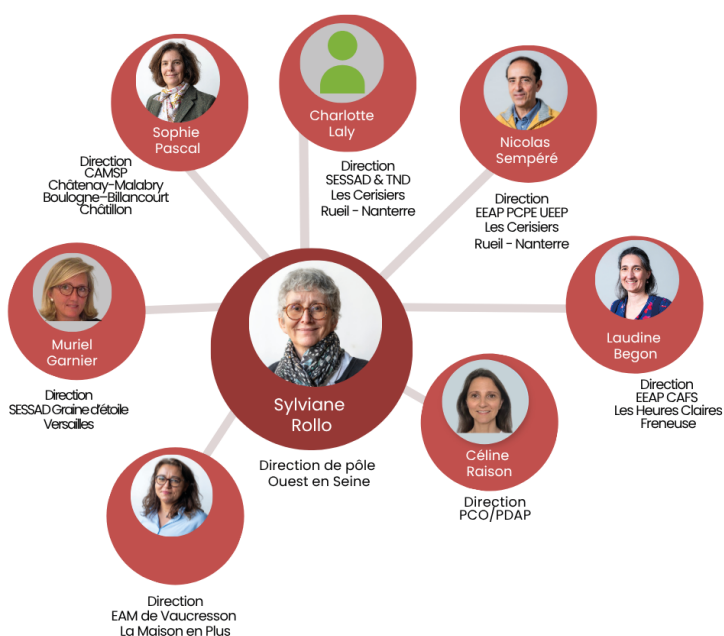 Sophie
Pascal
Direction
CAMSP
Châtenay-Malabry
Boulogne-Billancourt
Châtillon
Charlotte
Laly
Direction
SESSAD & TND
Les Cerisiers
Rueil - Nanterre
Nicolas
Sempéré
Direction
EEAP PCPE UEEP
Les Cerisiers
Rueil - Nanterre
Muriel
Garnier
Direction
SESSAD Graine d'étoile
Versailles
Sylviane
Rollo
Direction de pôle
Ouest en Seine
Laudine
Begon
Direction
EEAP CAFS
Les Heures Claires
Freneuse
Céline
Raison
Direction
PCO/PDAP
Direction
EAM de Vaucresson
La Maison en Plus